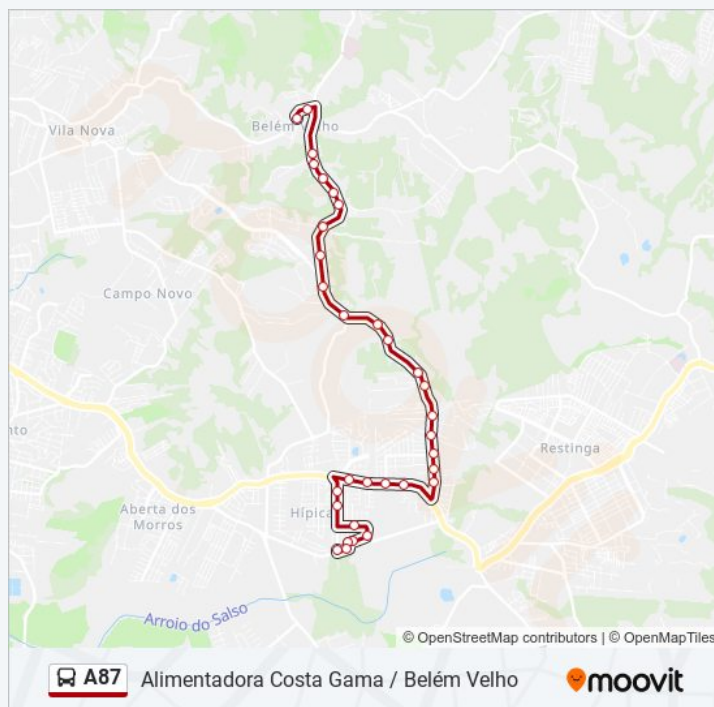 Vila Nova
Belém Velho
Campo Novo
nto
Restinga
Aberta dos
Morros
Hípica
Arroio do Salso
© OpenStreetMap contributors | © OpenMapTiles
A87 Alimentadora Costa Gama / Belém Velho
moovit